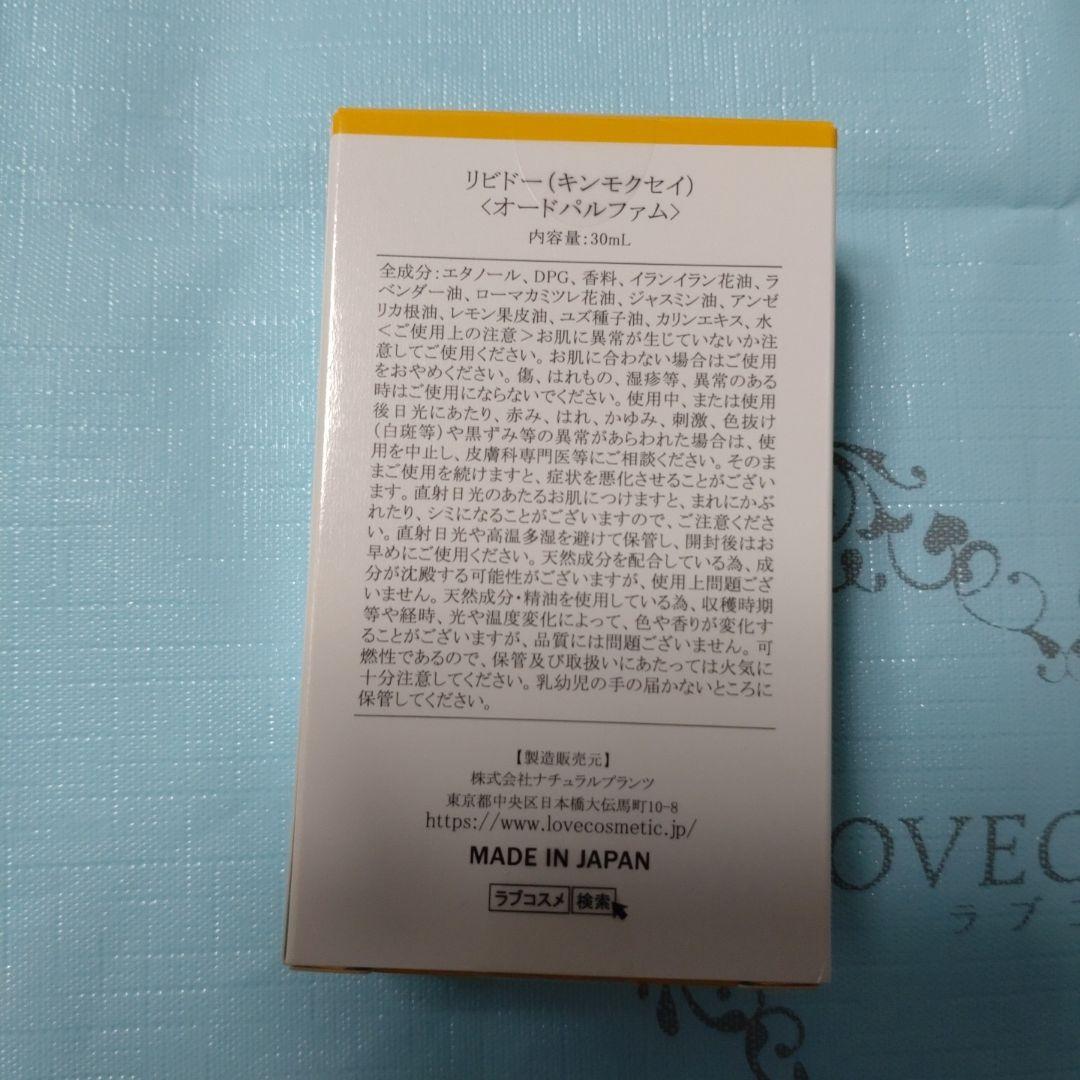 リビドー(キンモクセイ)
〈オードパルファム〉
内容量:30mL
全成分:エタノール、DPG、香料、イランイラン花油、ラ
ベンダー油、ローマカミツレ花油、ジャスミン油、アンゼ
リカ根油、レモン果皮油、ユズ種子油、カリンエキス、水
<ご使用上の注意>お肌に異常が生じていないか注
意してご使用ください。お肌に合わない場合はご使用
をおやめください。傷、はれもの、湿疹等、異常のある
時はご使用にならないでください。使用中、または使用
後日光にあたり、赤み、はれ、かゆみ、刺激、色抜け
(白斑等)や黒ずみ等の異常があらわれた場合は、使
用を中止し、皮膚科専門医等にご相談ください。そのま
まご使用を続けますと、症状を悪化させることがござい
ます。直射日光のあたるお肌につけますと、まれにかぶ
れたり、シミになることがございますので、ご注意くださ
い。直射日光や高温多湿を避けて保管し、開封後はお
早めにご使用ください。天然成分を配合している為、成
分が沈殿する可能性がございますが、使用上問題ござ
いません。天然成分・精油を使用している為、収穫時期
等や経時、光や温度変化によって、色や香りが変化す
ることがございますが、品質には問題ございません。可
燃性であるので、保管及び取扱いにあたっては火気に
十分注意してください。乳幼児の手の届かないところに
保管してください。
【製造販売元】
株式会社ナチュラルプランツ
東京都中央区日本橋大伝馬町10-8
https://www.lovecosmetic.jp/
MADE IN JAPAN
ラブコスメ 検索
OVEC
ラブ